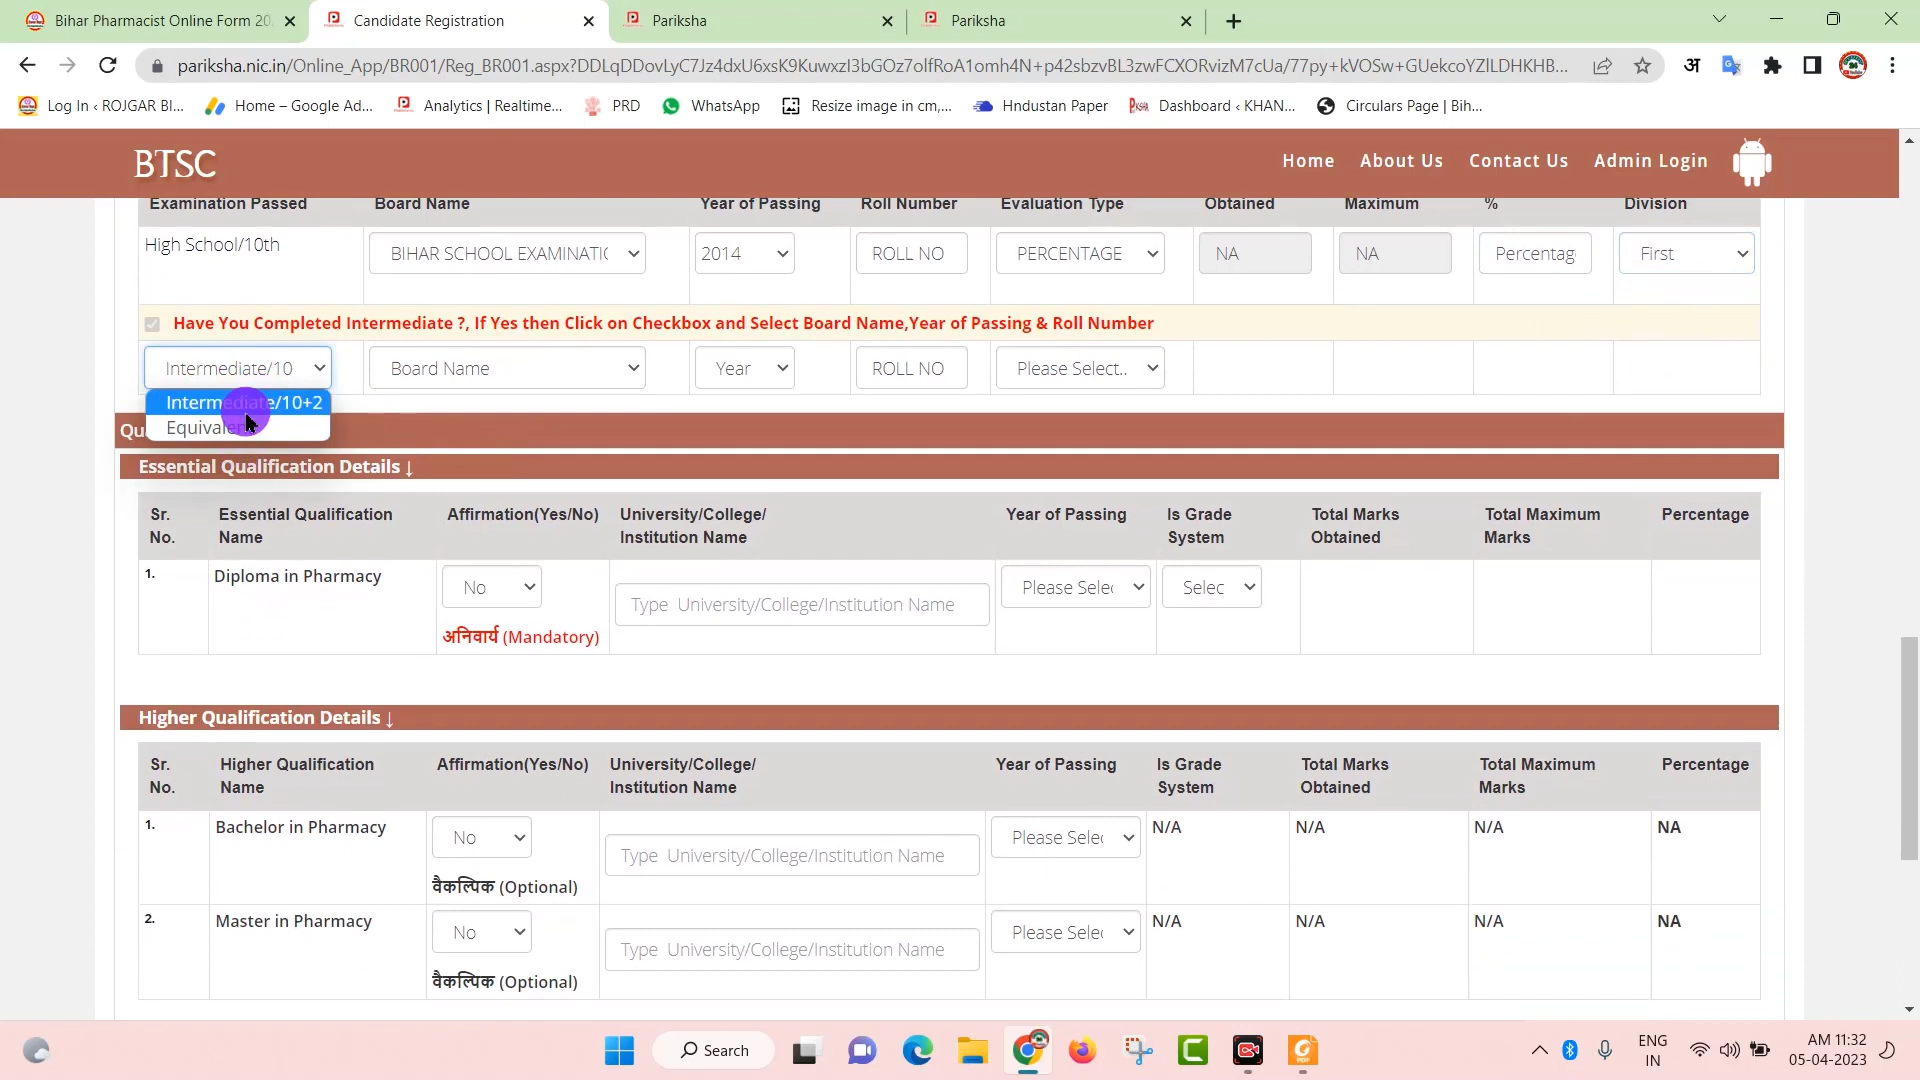 Bihar Pharmacist Online Form 20
Candidate Registration
Pariksha
Pariksha
pariksha.nic.in/Online_App/BR001/Reg_BR001.aspx?DDLqDDovLyC7Jz4dxU6xsK9KuwxzI3bGOz7oIfRoA1omh4N+p42sbzvBL3zwFCXORvizM7cUa/77py+kVOSw+GUekcoYZlLDHKHB...
Log In ‹ ROJGAR BI...
Home – Google Ad...
Analytics | Realtime...
PRD
WhatsApp
Resize image in cm,...
Hndustan Paper
Dashboard ‹ KHAN...
Circulars Page | Bih...
BTSC
Home About Us Contact Us Admin Login
Examination Passed Board Name Year of Passing Roll Number Evaluation Type Obtained Maximum % Division
High School/10th BIHAR SCHOOL EXAMINATIO 2014 ROLL NO PERCENTAGE NA NA Percentag First
Have You Completed Intermediate ?, If Yes then Click on Checkbox and Select Board Name,Year of Passing & Roll Number
Intermediate/10 Board Name Year ROLL NO Please Select..
Intermediate/10+2
Essential Qualification Details ↓
Sr. No. Essential Qualification Name Affirmation(Yes/No) University/College/ Institution Name Year of Passing Is Grade System Total Marks Obtained Total Maximum Marks Percentage
1. Diploma in Pharmacy No Type University/College/Institution Name Please Selec Selec
अनिवार्य (Mandatory)
Higher Qualification Details ↓
Sr. No. Higher Qualification Name Affirmation(Yes/No) University/College/ Institution Name Year of Passing Is Grade System Total Marks Obtained Total Maximum Marks Percentage
1. Bachelor in Pharmacy No Type University/College/Institution Name Please Selec N/A N/A N/A NA
वैकल्पिक (Optional)
2. Master in Pharmacy No Type University/College/Institution Name Please Selec N/A N/A N/A NA
वैकल्पिक (Optional)
Search
ENG
IN
AM 11:32
05-04-2023